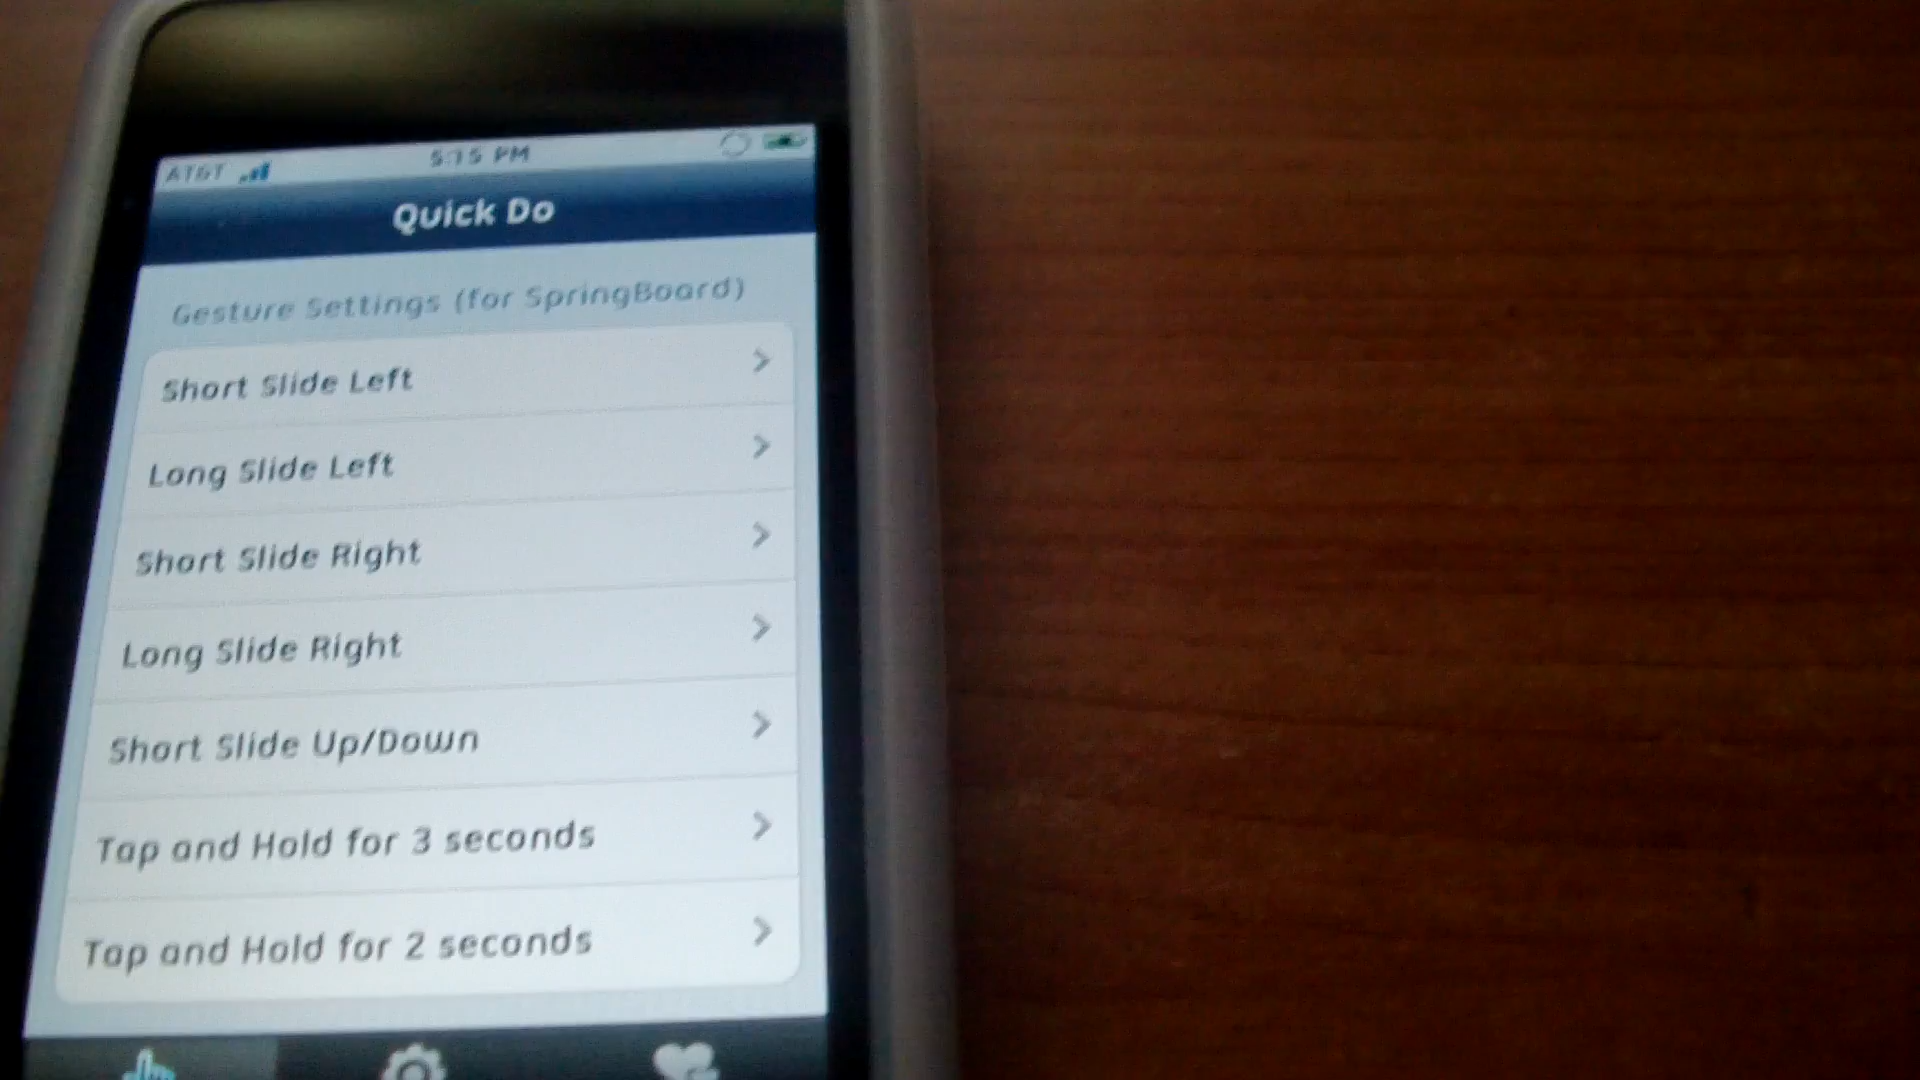 AT&T
5:15 PM
Quick Do
Gesture Settings (for SpringBoard)
Short Slide Left
Long Slide Left
Short Slide Right
Long Slide Right
Short Slide Up/Down
Tap and Hold for 3 seconds
Tap and Hold for 2 seconds